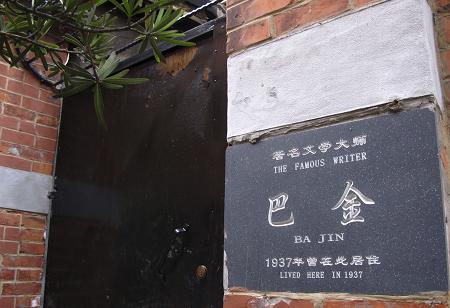 著名文学大師
THE FAMOUS WRITER
巴金
BA JIN
1937年曾在此居住
LIVED HERE IN 1937